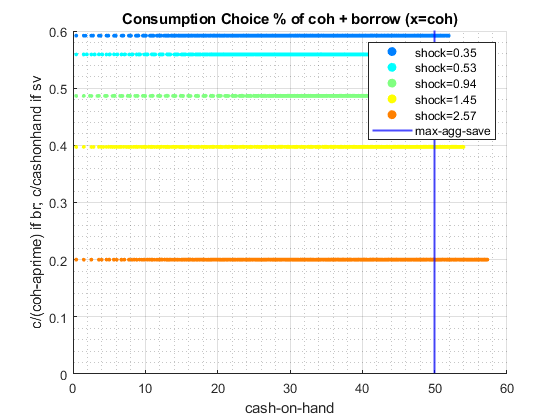 Consumption Choice % of coh + borrow (x=coh)
c/(coh-aprime) if br, c/cashonhand if sv
0.6
0.5
0.4
0.3
0.2
0.1
0
shock=0.35
shock=0.53
shock=0.94
shock=1.45
shock=2.57
max-agg-save
0 10 20 30 40 50 60
cash-on-hand